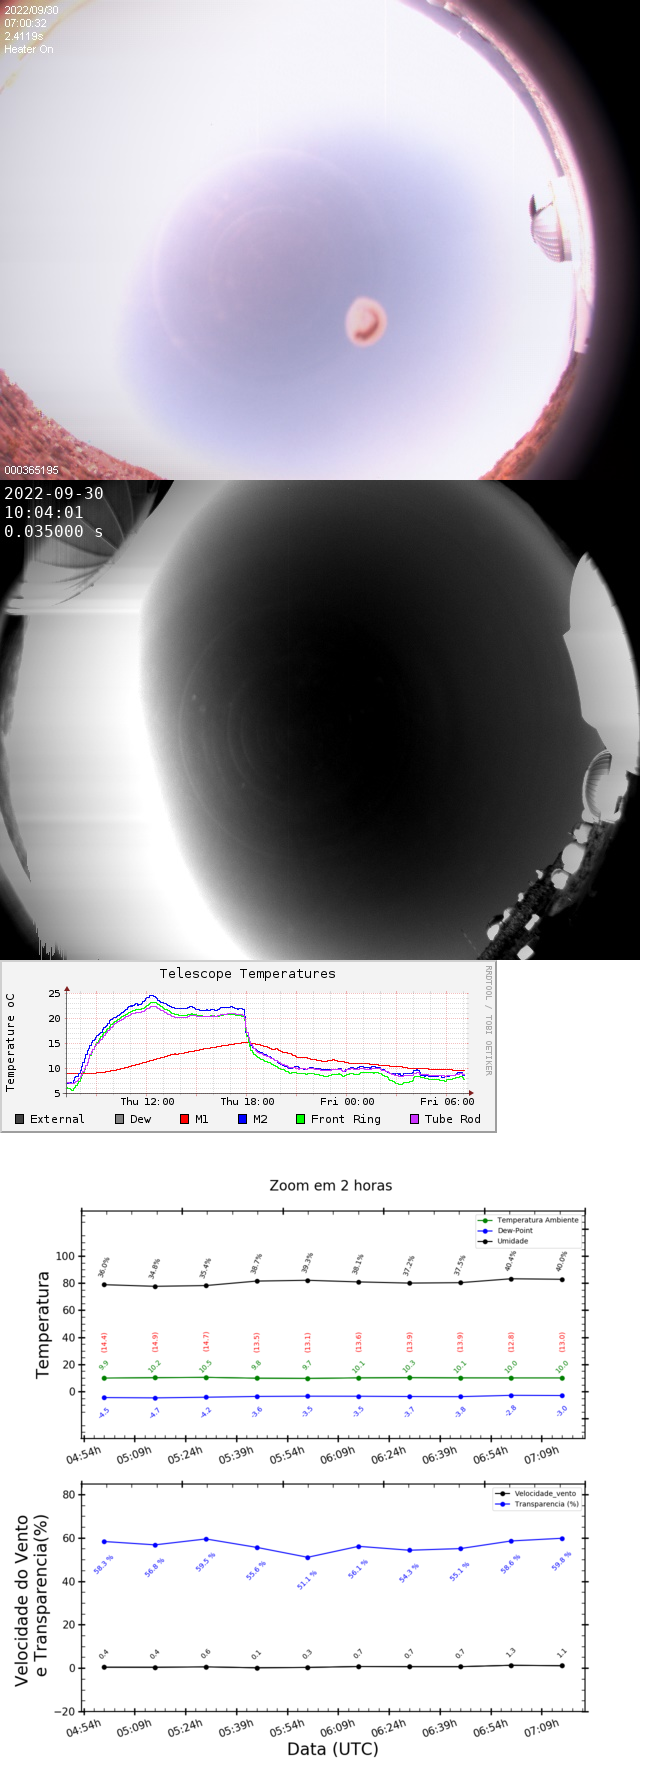 2022/09/30
07:00:32
2.4119s
Heater On
000365195
2022-09-30
10:04:01
0.035000 s
Telescope Temperatures
RRDTOOL / TOBI OETIKER
Temperature oC
25
20
15
10
5
Thu 12:00 Thu 18:00 Fri 00:00 Fri 06:00
External Dew M1 M2 Front Ring Tube Rod
Zoom em 2 horas
Temperatura Ambiente
Dew-Point
Umidade
Temperatura
100
80
60
40
20
0
36.0% 34.8% 35.4% 38.7% 39.3% 38.1% 37.2% 37.5% 40.4% 40.0%
(14.4) (14.9) (14.7) (13.5) (13.1) (13.6) (13.9) (13.9) (12.8) (13.0)
9.9 10.2 10.5 9.8 9.7 10.1 10.3 10.1 10.0 10.0
-4.5 -4.7 -4.2 -3.6 -3.5 -3.5 -3.7 -3.8 -2.8 -3.0
04:54h 05:09h 05:24h 05:39h 05:54h 06:09h 06:24h 06:39h 06:54h 07:09h
Velocidade_vento
Transparencia (%)
Velocidade do Vento
e Transparencia(%)
80
60
40
20
0
−20
58.3 % 56.8 % 59.5 % 55.6 % 51.1 % 56.1 % 54.3 % 55.1 % 58.6 % 59.8 %
0.4 0.4 0.6 0.1 0.3 0.7 0.7 0.7 1.3 1.1
04:54h 05:09h 05:24h 05:39h 05:54h 06:09h 06:24h 06:39h 06:54h 07:09h
Data (UTC)